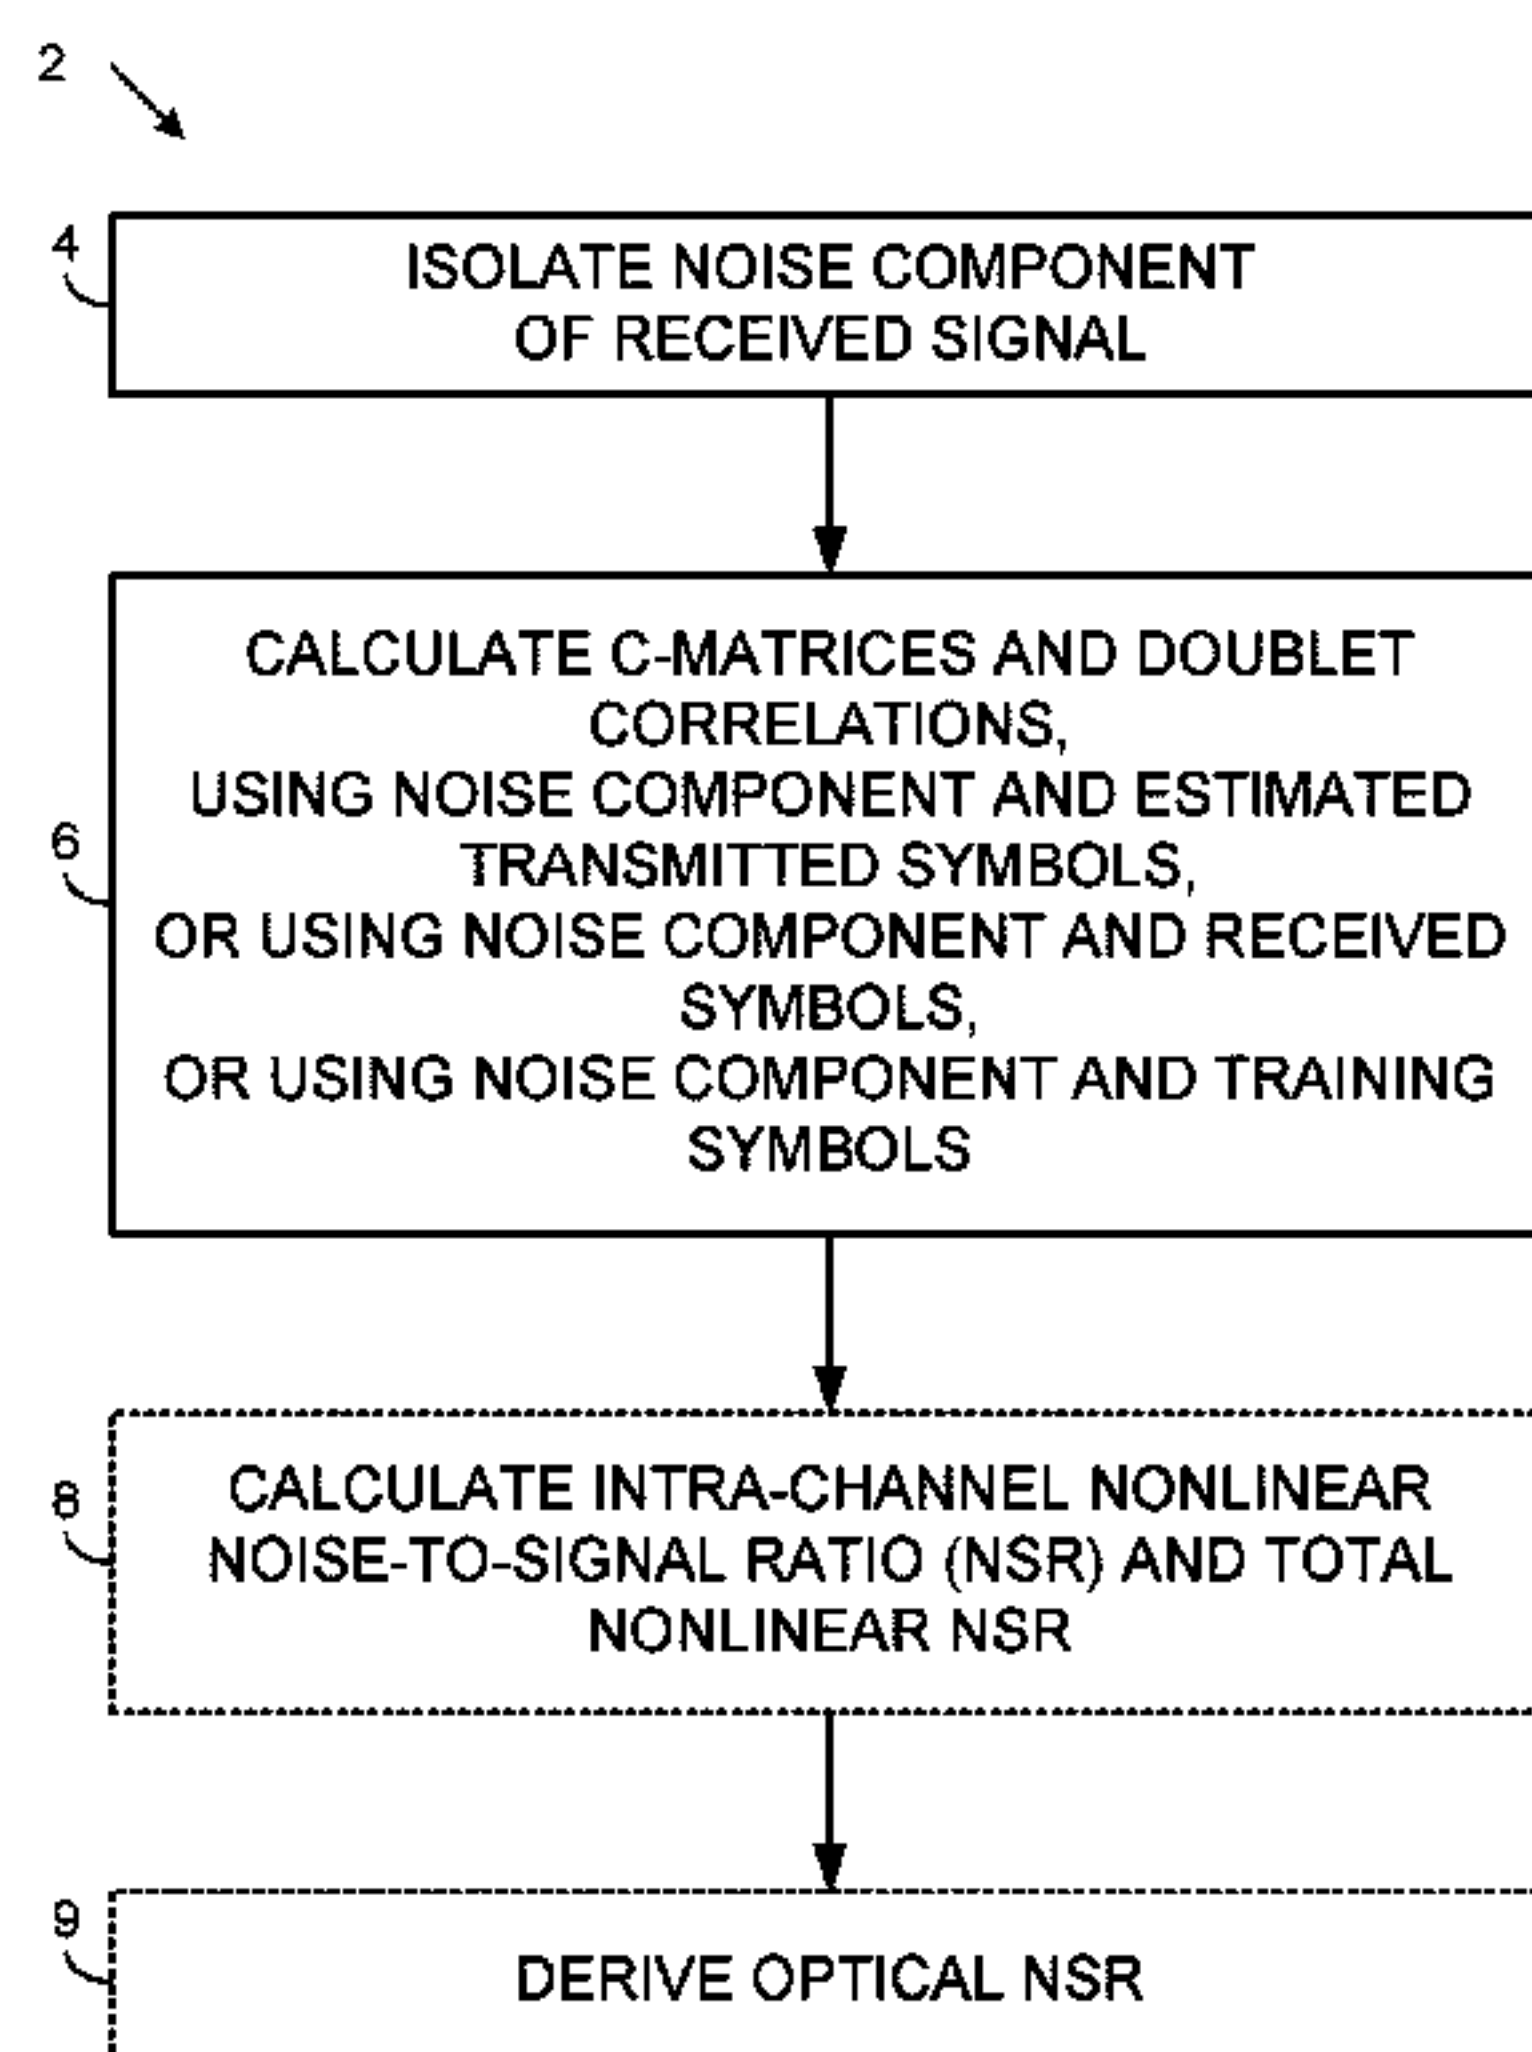 2
4
ISOLATE NOISE COMPONENT
OF RECEIVED SIGNAL
6
CALCULATE C-MATRICES AND DOUBLET
CORRELATIONS,
USING NOISE COMPONENT AND ESTIMATED
TRANSMITTED SYMBOLS,
OR USING NOISE COMPONENT AND RECEIVED
SYMBOLS,
OR USING NOISE COMPONENT AND TRAINING
SYMBOLS
8
CALCULATE INTRA-CHANNEL NONLINEAR
NOISE-TO-SIGNAL RATIO (NSR) AND TOTAL
NONLINEAR NSR
9
DERIVE OPTICAL NSR